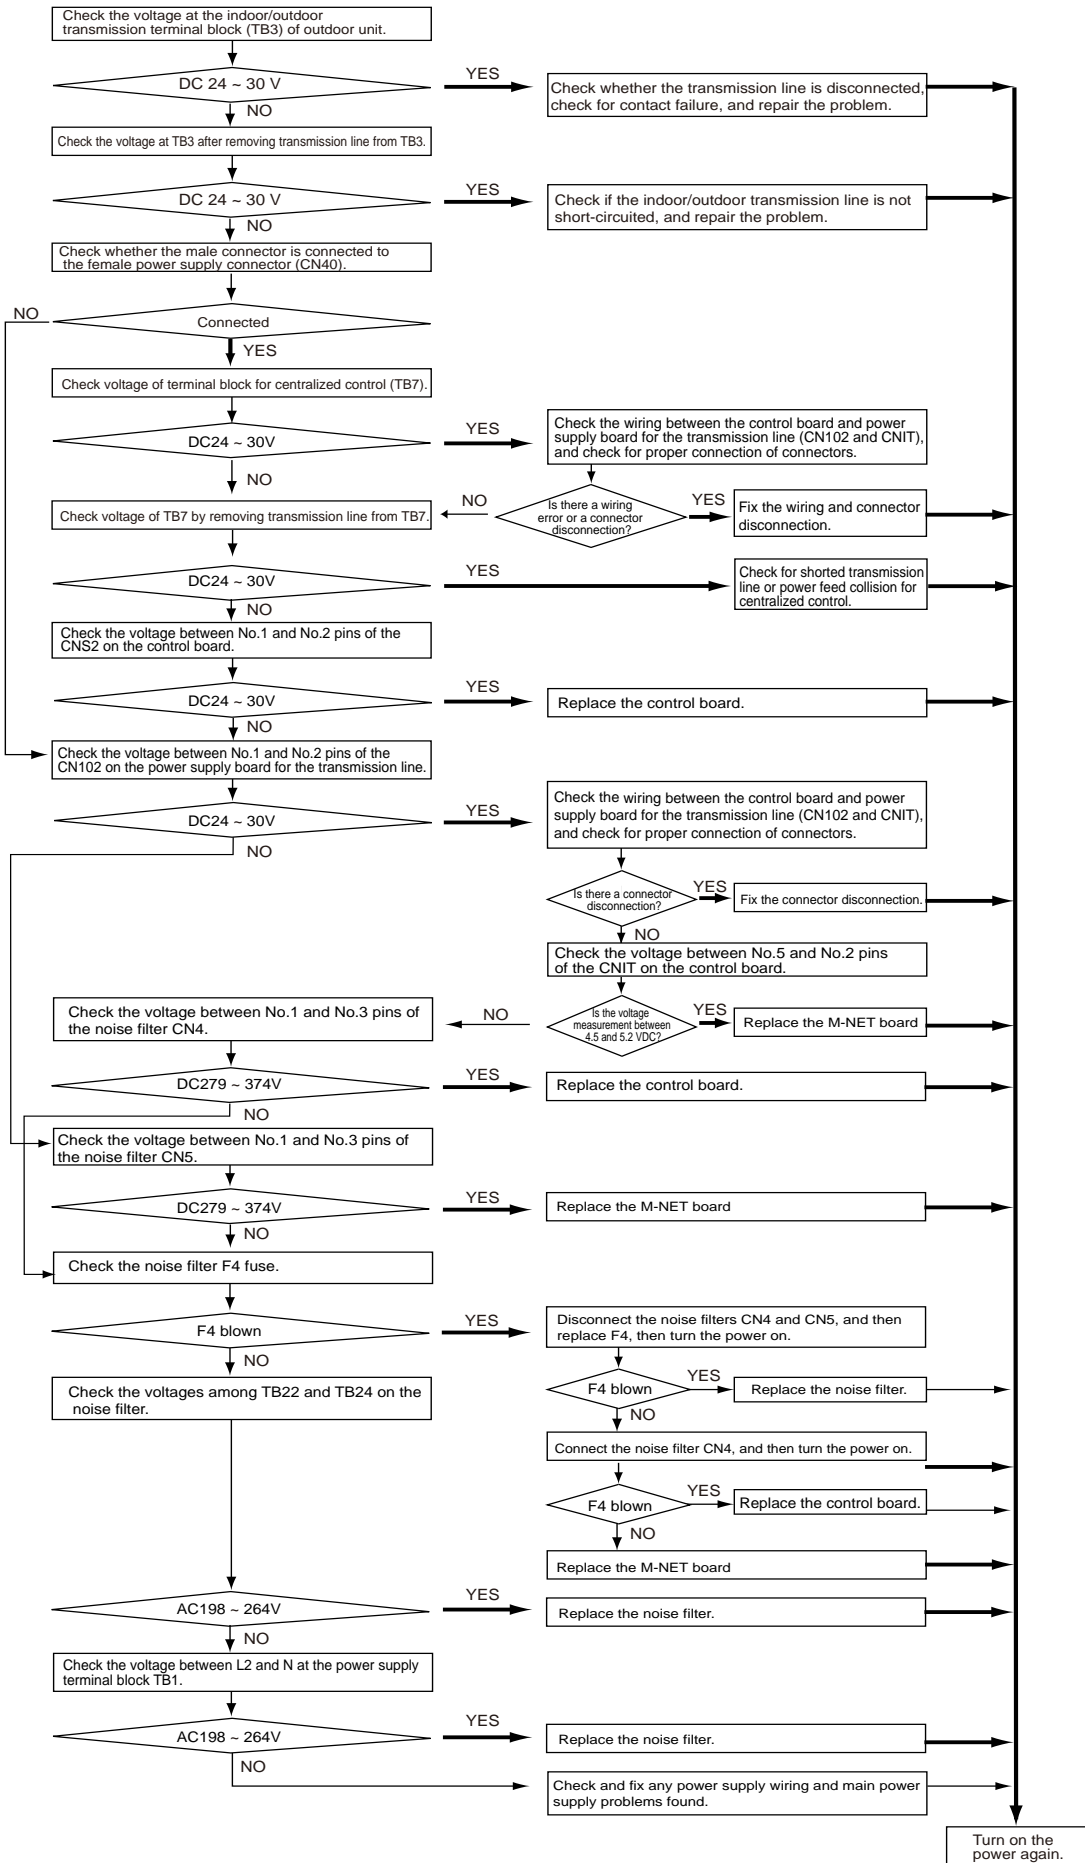 Check the voltage at the indoor/outdoor
transmission terminal block (TB3) of outdoor unit.
DC 24 ~ 30 V
YES
Check whether the transmission line is disconnected,
check for contact failure, and repair the problem.
NO
Check the voltage at TB3 after removing transmission line from TB3.
DC 24 ~ 30 V
YES
Check if the indoor/outdoor transmission line is not
short-circuited, and repair the problem.
NO
Check whether the male connector is connected to
the female power supply connector (CN40).
NO
Connected
YES
Check voltage of terminal block for centralized control (TB7).
DC24 ~ 30V
YES
Check the wiring between the control board and power
supply board for the transmission line (CN102 and CNIT),
and check for proper connection of connectors.
NO
Is there a wiring
error or a connector
disconnection?
NO
YES
Fix the wiring and connector
disconnection.
Check voltage of TB7 by removing transmission line from TB7.
DC24 ~ 30V
YES
Check for shorted transmission
line or power feed collision for
centralized control.
NO
Check the voltage between No.1 and No.2 pins of the
CNS2 on the control board.
DC24 ~ 30V
YES
Replace the control board.
NO
Check the voltage between No.1 and No.2 pins of the
CN102 on the power supply board for the transmission line.
DC24 ~ 30V
YES
Check the wiring between the control board and power
supply board for the transmission line (CN102 and CNIT),
and check for proper connection of connectors.
NO
Is there a connector
disconnection?
YES
Fix the connector disconnection.
NO
Check the voltage between No.5 and No.2 pins
of the CNIT on the control board.
Is the voltage
measurement between
4.5 and 5.2 VDC?
YES
Replace the M-NET board
NO
Check the voltage between No.1 and No.3 pins of
the noise filter CN4.
DC279 ~ 374V
YES
Replace the control board.
NO
Check the voltage between No.1 and No.3 pins of
the noise filter CN5.
DC279 ~ 374V
YES
Replace the M-NET board
NO
Check the noise filter F4 fuse.
F4 blown
YES
Disconnect the noise filters CN4 and CN5, and then
replace F4, then turn the power on.
NO
F4 blown
YES
Replace the noise filter.
NO
Check the voltages among TB22 and TB24 on the
noise filter.
Connect the noise filter CN4, and then turn the power on.
F4 blown
YES
Replace the control board.
NO
Replace the M-NET board
AC198 ~ 264V
YES
Replace the noise filter.
NO
Check the voltage between L2 and N at the power supply
terminal block TB1.
AC198 ~ 264V
YES
Replace the noise filter.
NO
Check and fix any power supply wiring and main power
supply problems found.
Turn on the
power again.